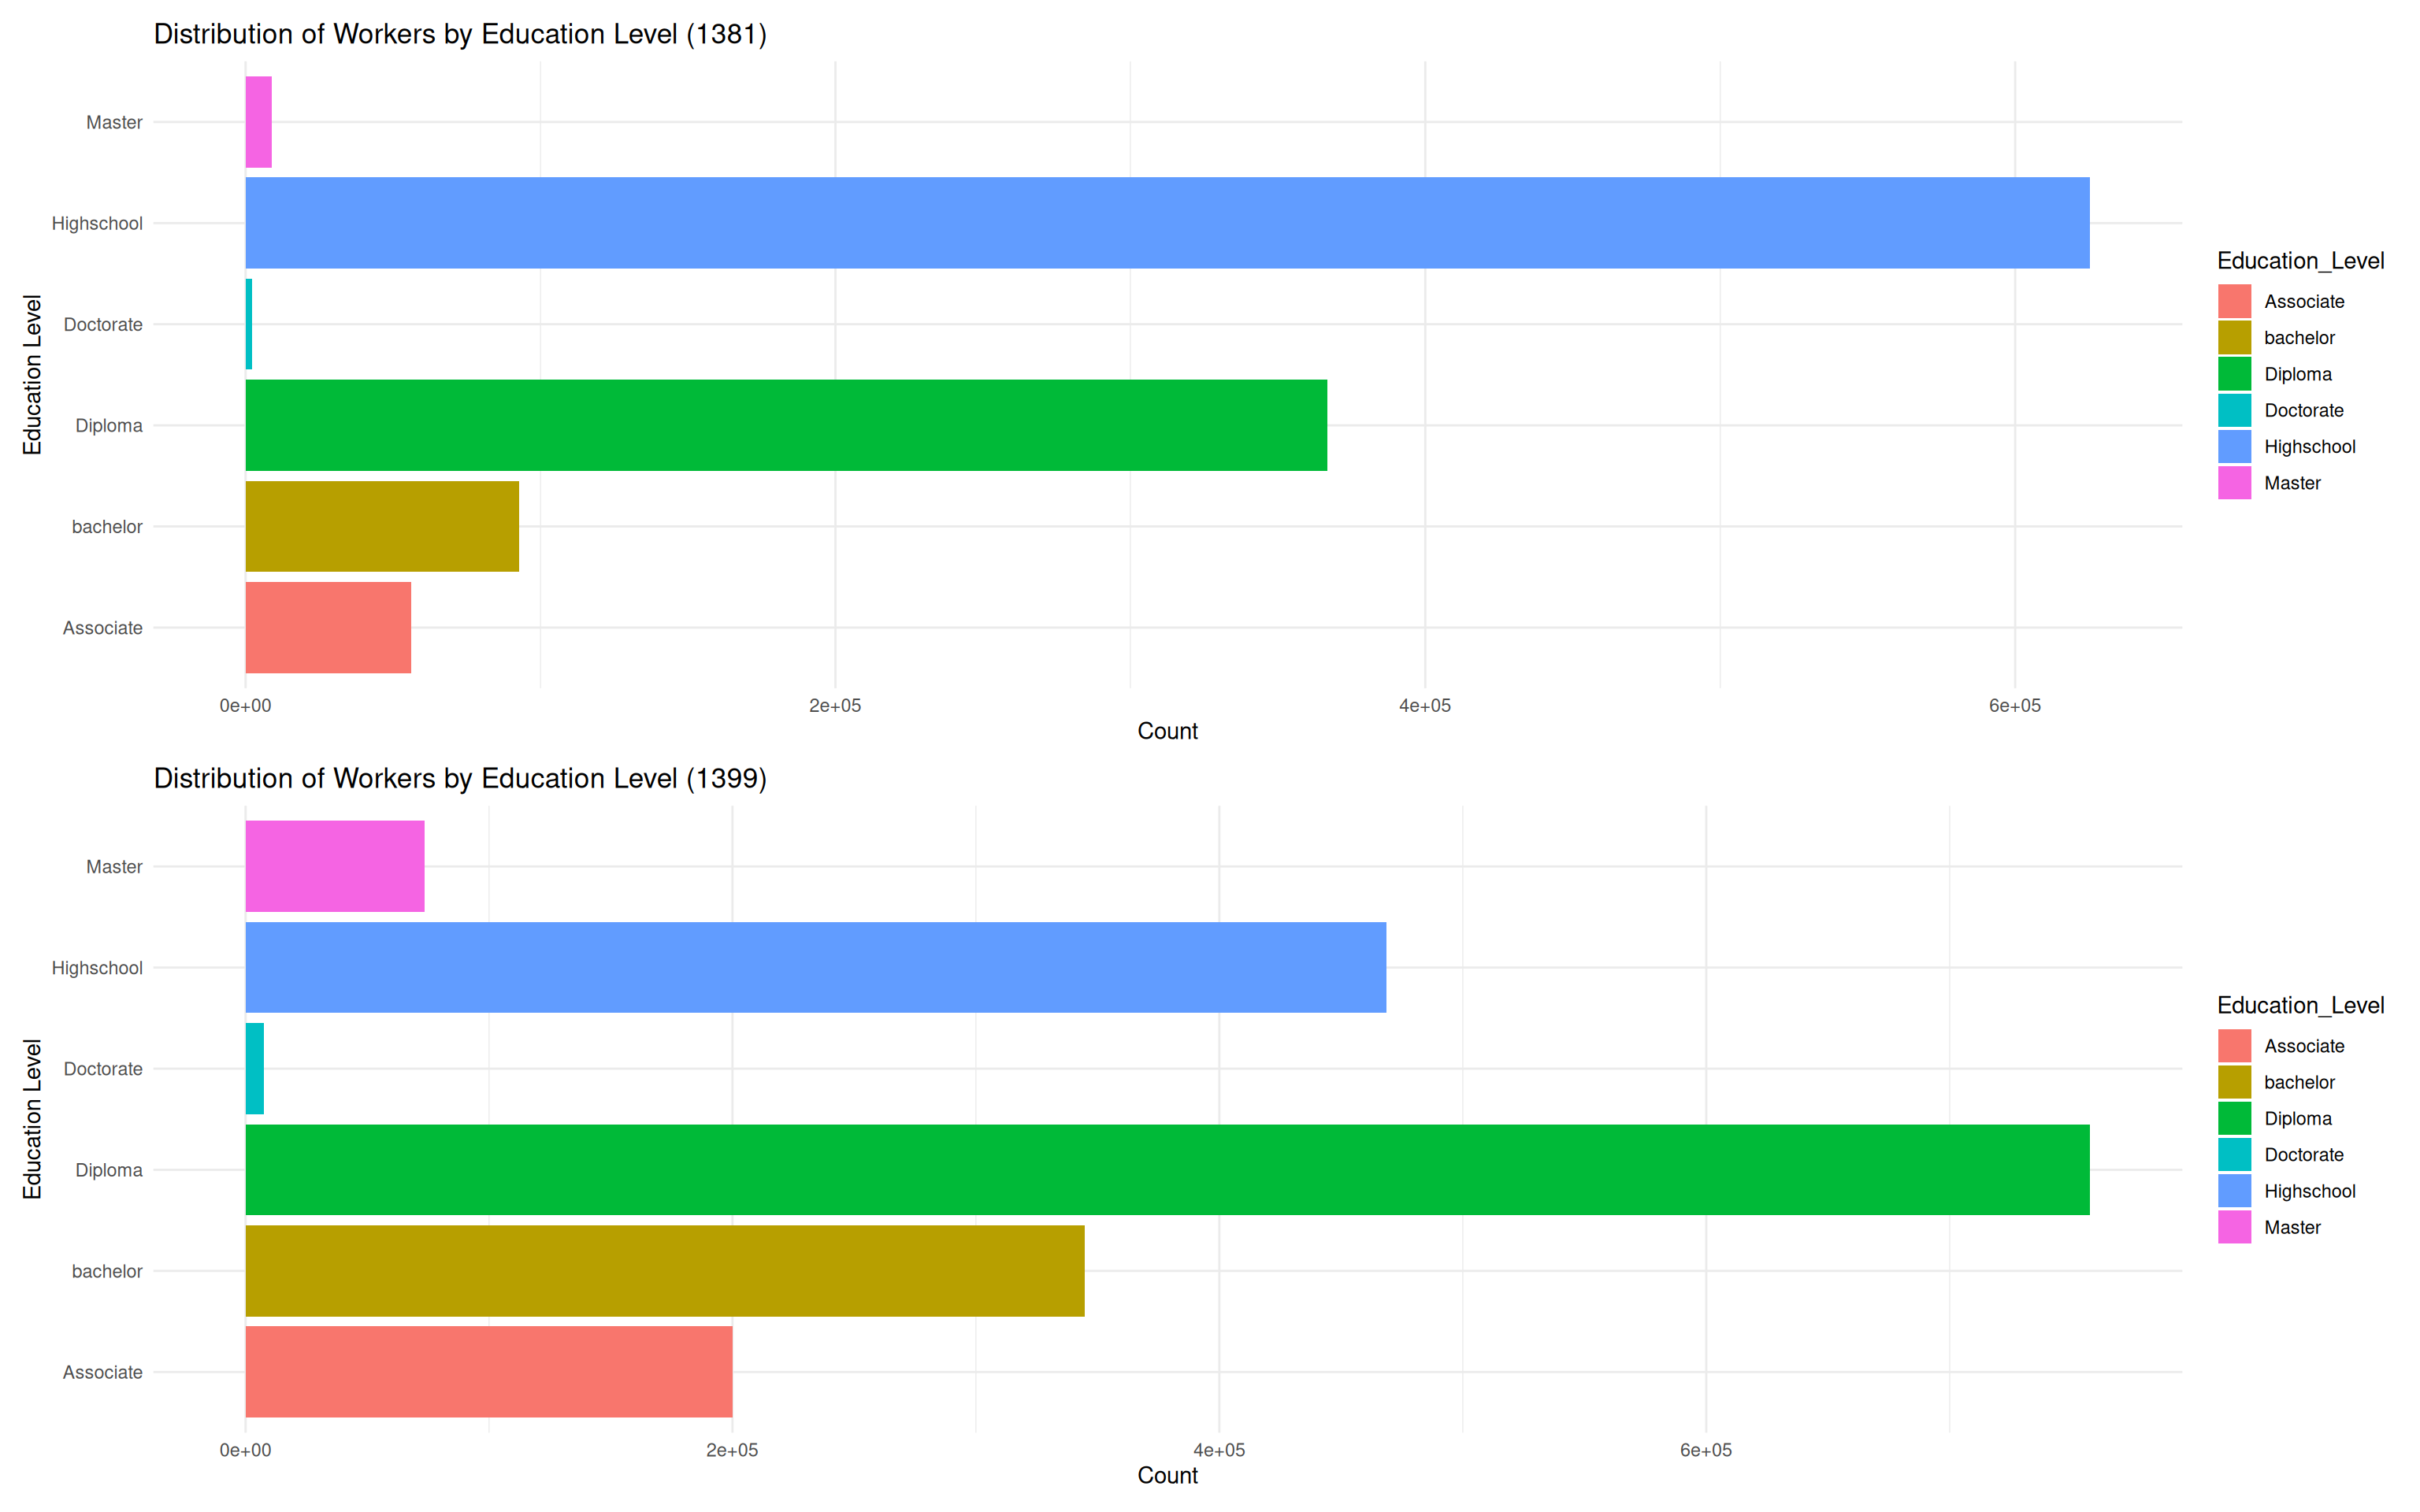 Distribution of Workers by Education Level (1381)
Master
Highschool
Doctorate
Diploma
bachelor
Associate
Education Level
0e+00 2e+05 4e+05 6e+05
Count
Education_Level
Associate
bachelor
Diploma
Doctorate
Highschool
Master
Distribution of Workers by Education Level (1399)
Master
Highschool
Doctorate
Diploma
bachelor
Associate
Education Level
0e+00 2e+05 4e+05 6e+05
Count
Education_Level
Associate
bachelor
Diploma
Doctorate
Highschool
Master